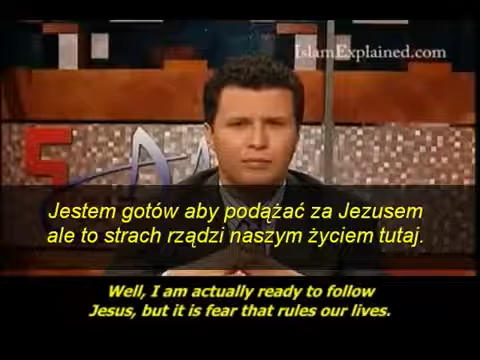 IslamExplained.com
5
Jestem gotów aby podążać za Jezusem
ale to strach rządzi naszym życiem tutaj.
Well, I am actually ready to follow
Jesus, but it is fear that rules our lives.